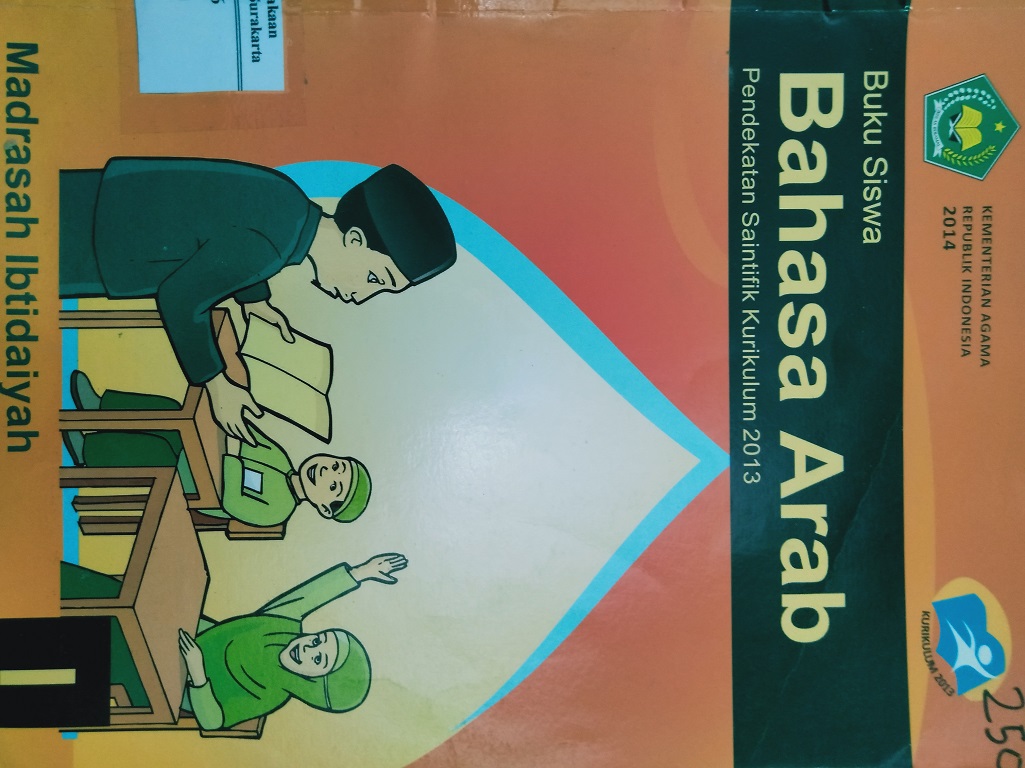 KEMENTERIAN AGAMA
REPUBLIK INDONESIA
2014
250
KURIKULUM 2013
Buku Siswa
Bahasa Arab
Pendekatan Saintifik Kurikulum 2013
akaan
Surakarta
Madrasah Ibtidaiyah
I